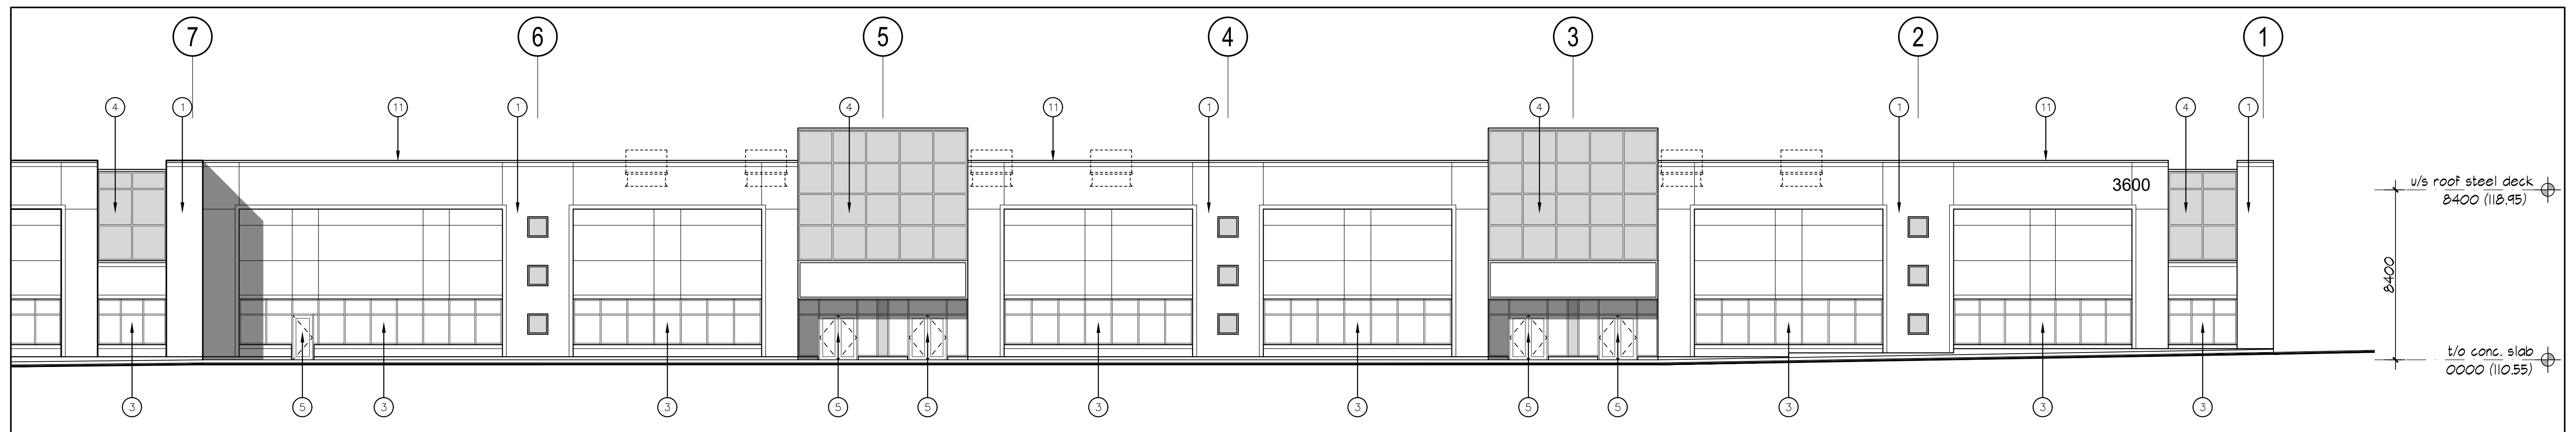 7 6 5 4 3 2 1
4 1 11 1 4 11 1 4 1 11 4 1
3600
u/s roof steel deck
8400 (118.95)
8400
t/o conc. slab
0000 (110.55)
3 5 3 3 5 5 3 3 5 5 3 3 3